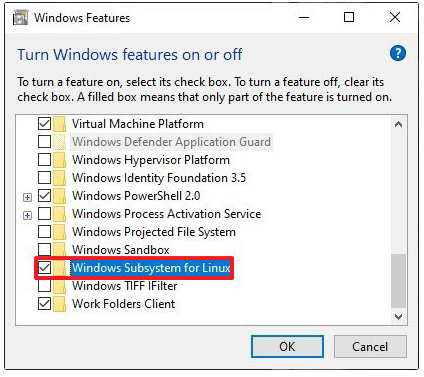 Windows Features
Turn Windows features on or off
?
To turn a feature on, select its check box. To turn a feature off, clear its
check box. A filled box means that only part of the feature is turned on.
Virtual Machine Platform
Windows Defender Application Guard
Windows Hypervisor Platform
Windows Identity Foundation 3.5
Windows PowerShell 2.0
Windows Process Activation Service
Windows Projected File System
Windows Sandbox
Windows Subsystem for Linux
Windows TIFF IFilter
Work Folders Client
OK
Cancel